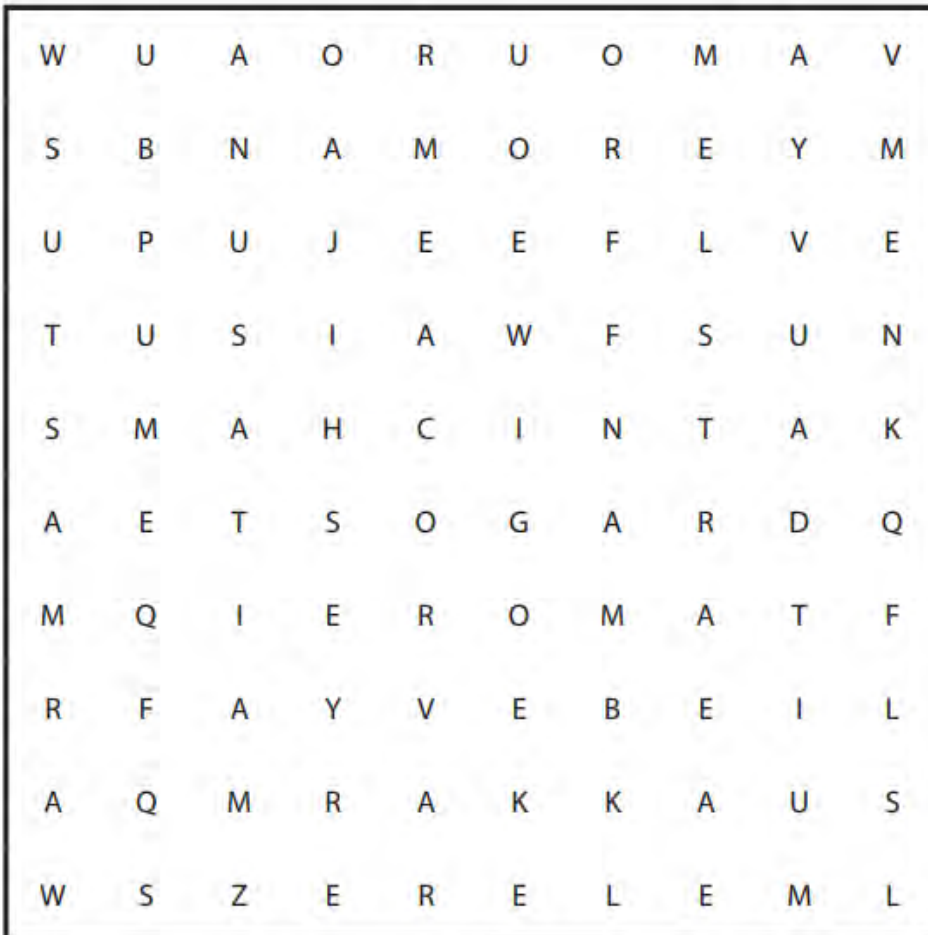 W U A O R U O M A V
S B N A M O R E Y M
U P U J E E F L V E
T U S I A W F S U N
S M A H C I N T A K
A E T S O G A R D Q
M Q I E R O M A T F
R F A Y V E B E I L
A Q M R A K K A U S
W S Z E R E L E M L